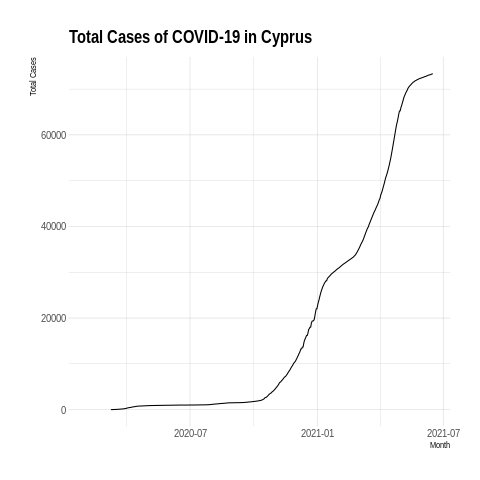 Total Cases of COVID-19 in Cyprus
Total Cases
60000
40000
20000
0
2020-07
2021-01
2021-07
Month